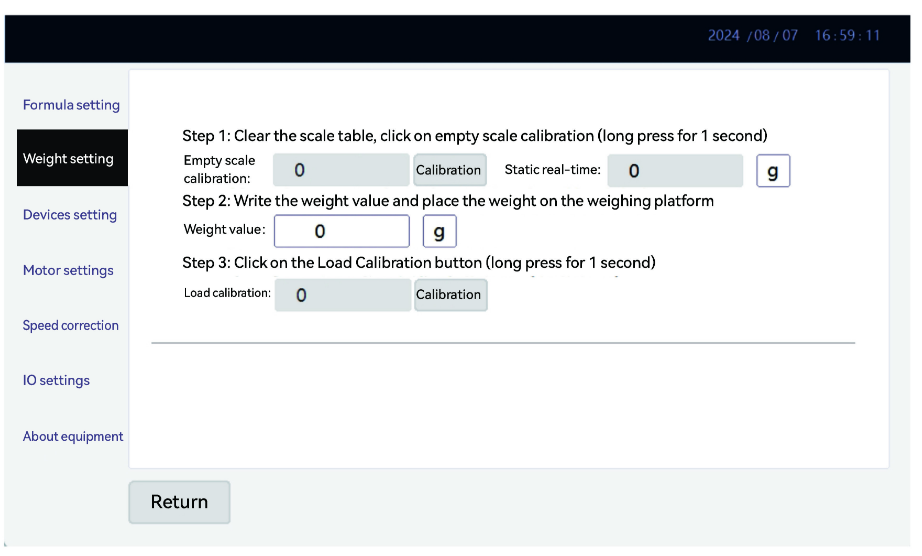 2024 /08/07 16:59:11
Formula setting
Weight setting
Devices setting
Motor settings
Speed correction
IO settings
About equipment
Step 1: Clear the scale table, click on empty scale calibration (long press for 1 second)
Empty scale
calibration: 0 Calibration Static real-time: 0 g
Step 2: Write the weight value and place the weight on the weighing platform
Weight value: 0 g
Step 3: Click on the Load Calibration button (long press for 1 second)
Load calibration: 0 Calibration
Return